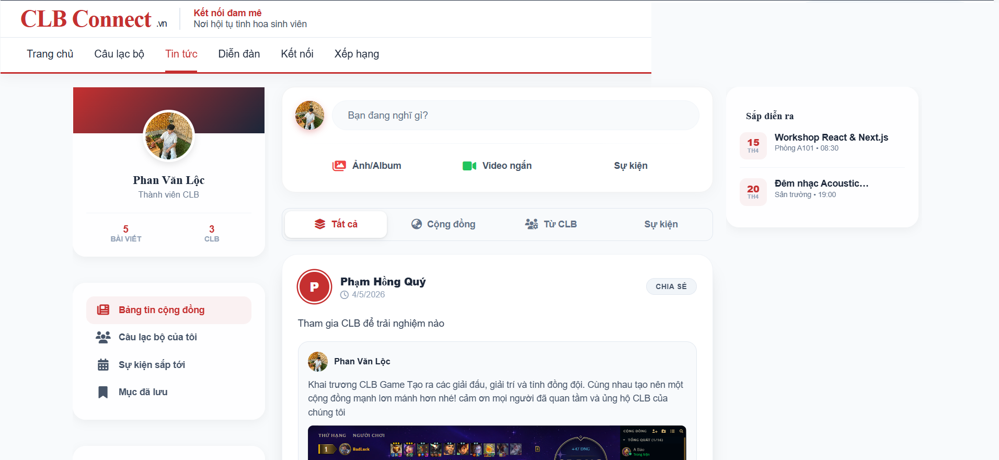 CLB Connect .vn
Kết nối đam mê
Nơi hội tụ tinh hoa sinh viên
Trang chủ
Câu lạc bộ
Tin tức
Diễn đàn
Kết nối
Xếp hạng
Phan Văn Lộc
Thành viên CLB
5
BÀI VIẾT
3
CLB
Bảng tin cộng đồng
Câu lạc bộ của tôi
Sự kiện sắp tới
Mục đã lưu
Bạn đang nghĩ gì?
Ảnh/Album
Video ngắn
Sự kiện
Tất cả
Cộng đồng
Từ CLB
Sự kiện
P
Phạm Hồng Quý
4/5/2026
CHIA SẺ
Tham gia CLB để trải nghiệm nào
Phan Văn Lộc
Khai trương CLB Game Tạo ra các giải đấu, giải trí và tình đồng đội. Cùng nhau tạo nên một
cộng đồng mạnh lơn mánh hơn nhé! cảm ơn mọi người đã quan tầm và ủng hộ CLB của
chúng tôi
THỨ HẠNG
NGƯỜI CHƠI
1
BadLuck
+47 ĐNG
CỘNG ĐỒNG
TỔNG QUÁT (1/16)
A Bảo
Trong trận
Sắp diễn ra
15
TH4
Workshop React & Next.js
Phòng A101 • 08:30
20
TH4
Đêm nhạc Acoustic...
Sân trường • 19:00